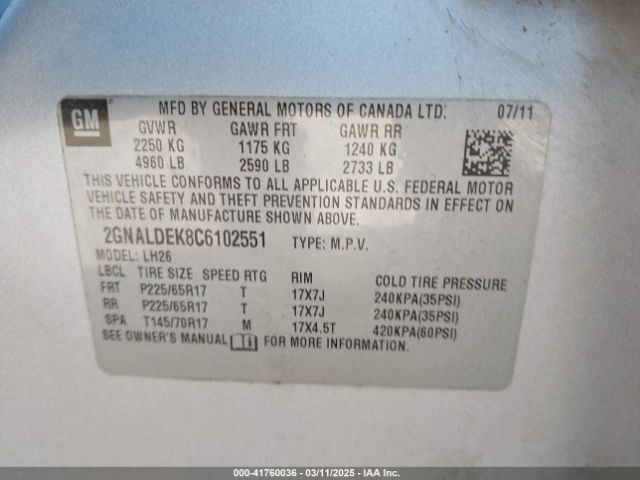 GM
MFD BY GENERAL MOTORS OF CANADA LTD. 07/11
GVWR GAWR FRT GAWR RR
2250 KG 1175 KG 1240 KG
4960 LB 2590 LB 2733 LB
THIS VEHICLE CONFORMS TO ALL APPLICABLE U.S. FEDERAL MOTOR
VEHICLE SAFETY AND THEFT PREVENTION STANDARDS IN EFFECT ON
THE DATE OF MANUFACTURE SHOWN ABOVE.
2GNALDEK8C6102551 TYPE: M.P.V.
MODEL: LH26
LBCL TIRE SIZE SPEED RTG RIM COLD TIRE PRESSURE
FRT P225/65R17 T 17X7J 240KPA(35PSI)
RR P225/65R17 T 17X7J 240KPA(35PSI)
SPA T145/70R17 M 17X4.5T 420KPA(60PSI)
SEE OWNER'S MANUAL FOR MORE INFORMATION.
000-41760036 - 03/11/2025 - IAA Inc.